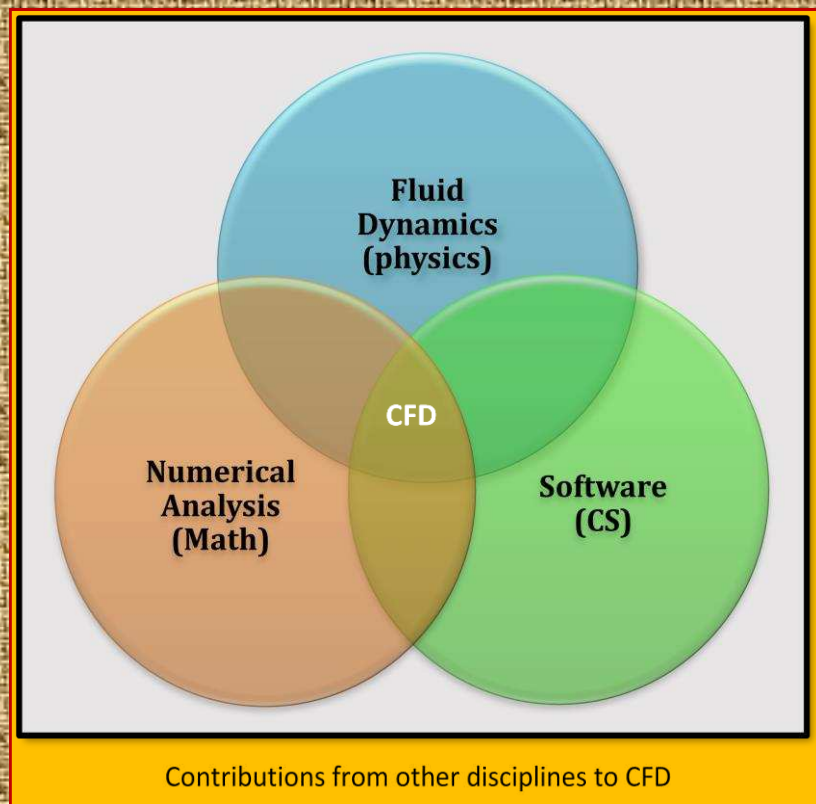 Fluid
Dynamics
(physics)
CFD
Numerical
Analysis
(Math)
Software
(CS)
Contributions from other disciplines to CFD